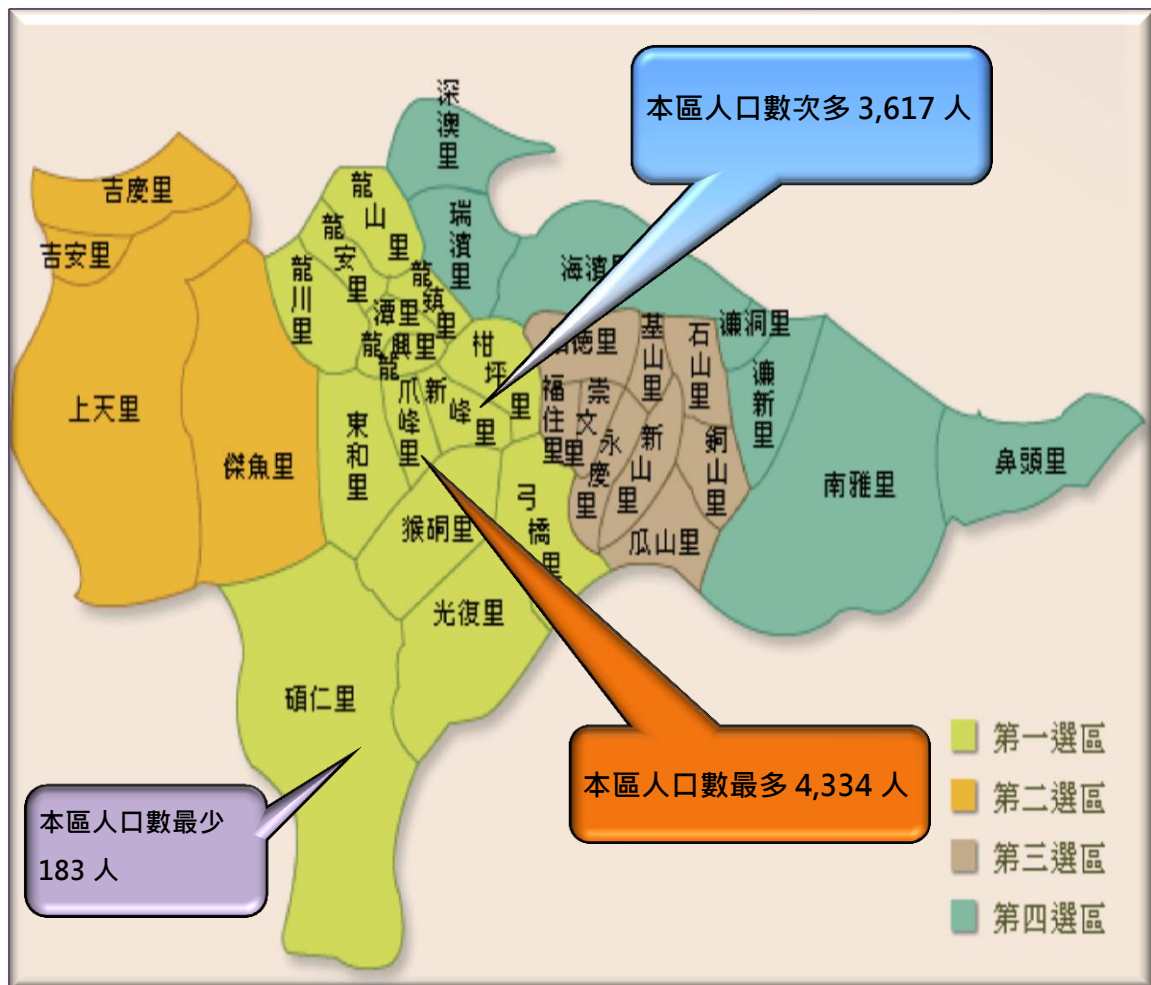 本區人口數次多 3,617 人
深澳里
吉慶里
龍山里
瑞濱里
龍安里
吉安里
海濱
龍川里
龍鎮里
潭里
濂洞里
基山里
石山里
德里
柑坪里
龍興里
龍
濂新里
爪峰里
新峰里
福住里
崇文里
上天里
東和里
永慶里
新山里
銅山里
傑魚里
鼻頭里
南雅里
弓橋里
猴硐里
瓜山里
光復里
碩仁里
第一選區
本區人口數最多 4,334 人
第二選區
本區人口數最少
183 人
第三選區
第四選區